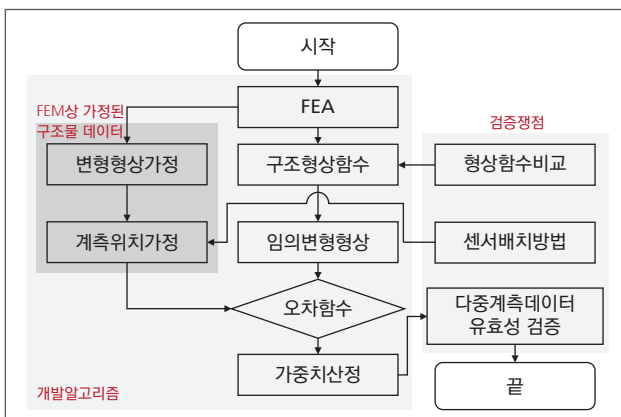 시작
FEM상 가정된
구조물 데이터
FEA
검증쟁점
변형형상가정
구조형상함수
형상함수비교
계측위치가정
임의변형형상
센서배치방법
오차함수
다중계측데이터
유효성 검증
가중치산정
개발알고리즘
끝